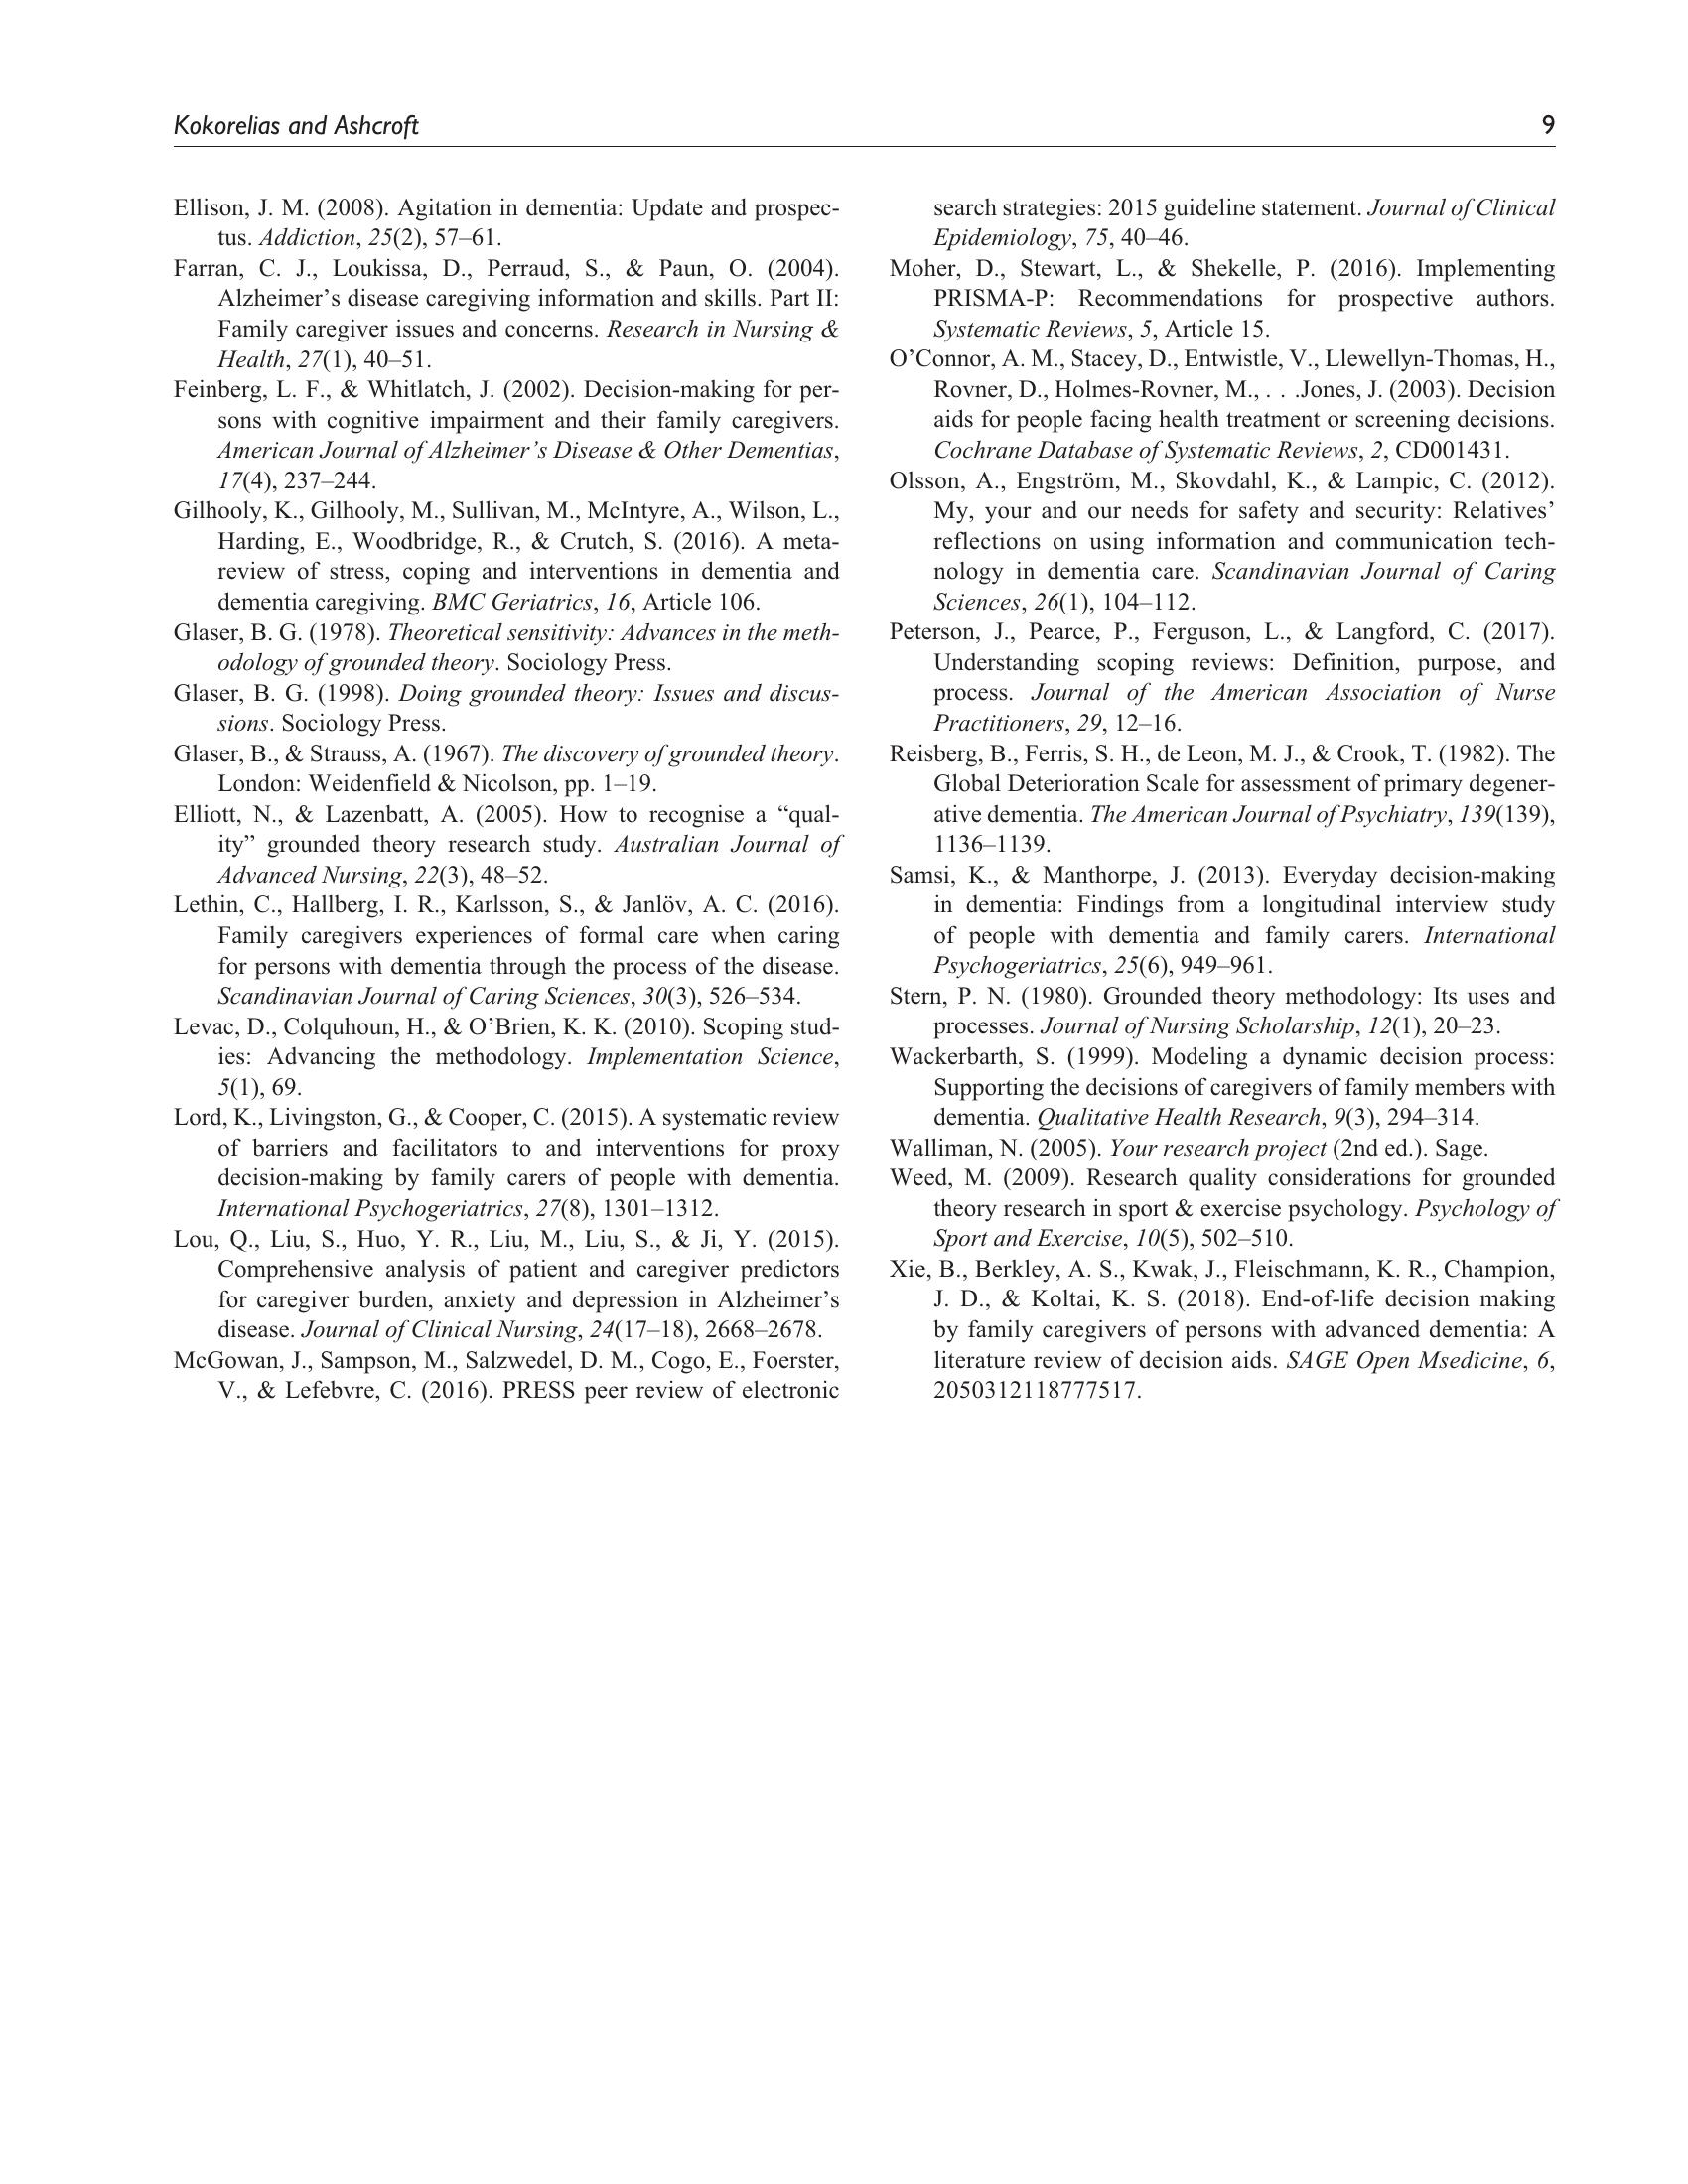 Kokorelias and Ashcroft 9
Ellison, J. M. (2008). Agitation in dementia: Update and prospec-
tus. Addiction, 25(2), 57–61.
Farran, C. J., Loukissa, D., Perraud, S., & Paun, O. (2004).
Alzheimer’s disease caregiving information and skills. Part II:
Family caregiver issues and concerns. Research in Nursing &
Health, 27(1), 40–51.
Feinberg, L. F., & Whitlatch, J. (2002). Decision-making for per-
sons with cognitive impairment and their family caregivers.
American Journal of Alzheimer’s Disease & Other Dementias,
17(4), 237–244.
Gilhooly, K., Gilhooly, M., Sullivan, M., McIntyre, A., Wilson, L.,
Harding, E., Woodbridge, R., & Crutch, S. (2016). A meta-
review of stress, coping and interventions in dementia and
dementia caregiving. BMC Geriatrics, 16, Article 106.
Glaser, B. G. (1978). Theoretical sensitivity: Advances in the meth-
odology of grounded theory. Sociology Press.
Glaser, B. G. (1998). Doing grounded theory: Issues and discus-
sions. Sociology Press.
Glaser, B., & Strauss, A. (1967). The discovery of grounded theory.
London: Weidenfield & Nicolson, pp. 1–19.
Elliott, N., & Lazenbatt, A. (2005). How to recognise a “qual-
ity” grounded theory research study. Australian Journal of
Advanced Nursing, 22(3), 48–52.
Lethin, C., Hallberg, I. R., Karlsson, S., & Janlöv, A. C. (2016).
Family caregivers experiences of formal care when caring
for persons with dementia through the process of the disease.
Scandinavian Journal of Caring Sciences, 30(3), 526–534.
Levac, D., Colquhoun, H., & O’Brien, K. K. (2010). Scoping stud-
ies: Advancing the methodology. Implementation Science,
5(1), 69.
Lord, K., Livingston, G., & Cooper, C. (2015). A systematic review
of barriers and facilitators to and interventions for proxy
decision-making by family carers of people with dementia.
International Psychogeriatrics, 27(8), 1301–1312.
Lou, Q., Liu, S., Huo, Y. R., Liu, M., Liu, S., & Ji, Y. (2015).
Comprehensive analysis of patient and caregiver predictors
for caregiver burden, anxiety and depression in Alzheimer’s
disease. Journal of Clinical Nursing, 24(17–18), 2668–2678.
McGowan, J., Sampson, M., Salzwedel, D. M., Cogo, E., Foerster,
V., & Lefebvre, C. (2016). PRESS peer review of electronic
search strategies: 2015 guideline statement. Journal of Clinical
Epidemiology, 75, 40–46.
Moher, D., Stewart, L., & Shekelle, P. (2016). Implementing
PRISMA-P: Recommendations for prospective authors.
Systematic Reviews, 5, Article 15.
O’Connor, A. M., Stacey, D., Entwistle, V., Llewellyn-Thomas, H.,
Rovner, D., Holmes-Rovner, M., . . .Jones, J. (2003). Decision
aids for people facing health treatment or screening decisions.
Cochrane Database of Systematic Reviews, 2, CD001431.
Olsson, A., Engström, M., Skovdahl, K., & Lampic, C. (2012).
My, your and our needs for safety and security: Relatives’
reflections on using information and communication tech-
nology in dementia care. Scandinavian Journal of Caring
Sciences, 26(1), 104–112.
Peterson, J., Pearce, P., Ferguson, L., & Langford, C. (2017).
Understanding scoping reviews: Definition, purpose, and
process. Journal of the American Association of Nurse
Practitioners, 29, 12–16.
Reisberg, B., Ferris, S. H., de Leon, M. J., & Crook, T. (1982). The
Global Deterioration Scale for assessment of primary degener-
ative dementia. The American Journal of Psychiatry, 139(139),
1136–1139.
Samsi, K., & Manthorpe, J. (2013). Everyday decision-making
in dementia: Findings from a longitudinal interview study
of people with dementia and family carers. International
Psychogeriatrics, 25(6), 949–961.
Stern, P. N. (1980). Grounded theory methodology: Its uses and
processes. Journal of Nursing Scholarship, 12(1), 20–23.
Wackerbarth, S. (1999). Modeling a dynamic decision process:
Supporting the decisions of caregivers of family members with
dementia. Qualitative Health Research, 9(3), 294–314.
Walliman, N. (2005). Your research project (2nd ed.). Sage.
Weed, M. (2009). Research quality considerations for grounded
theory research in sport & exercise psychology. Psychology of
Sport and Exercise, 10(5), 502–510.
Xie, B., Berkley, A. S., Kwak, J., Fleischmann, K. R., Champion,
J. D., & Koltai, K. S. (2018). End-of-life decision making
by family caregivers of persons with advanced dementia: A
literature review of decision aids. SAGE Open Msedicine, 6,
2050312118777517.